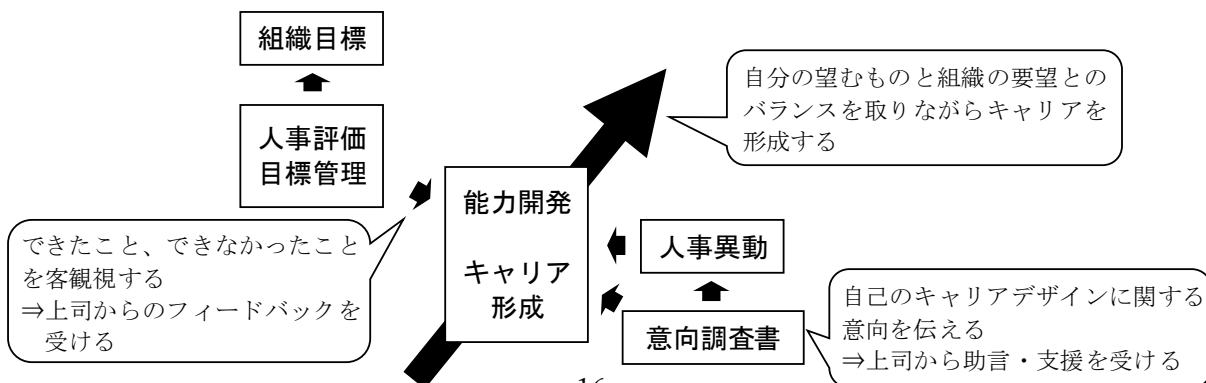 組織目標
人事評価
目標管理
自分の望むものと組織の要望との
バランスを取りながらキャリアを
形成する
能力開発
キャリア
形成
できたこと、できなかったこと
を客観視する
⇒上司からのフィードバックを
受ける
人事異動
意向調査書
自己のキャリアデザインに関する
意向を伝える
⇒上司から助言・支援を受ける